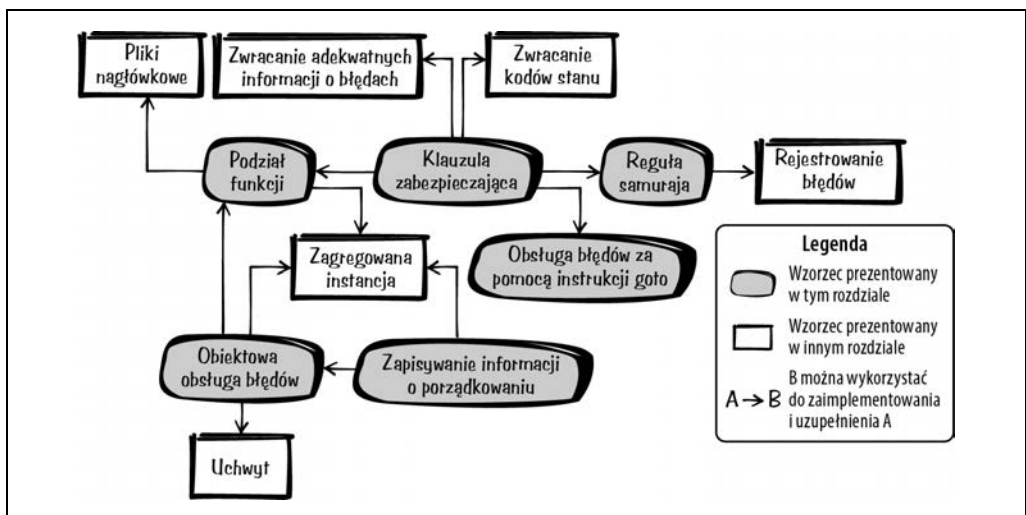 Pliki
nagłówkowe
Zwracanie adekwatnych
informacji o błędach
Zwracanie
kodów stanu
Podział
funkcji
Klauzula
zabezpieczająca
Reguła
samuraja
Rejestrowanie
błędów
Zagregowana
instancja
Obsługa błędów za
pomocą instrukcji goto
Obiektowa
obsługa błędów
Zapisywanie informacji
o porządkowaniu
Uchwyt
Legenda
Wzorzec prezentowany
w tym rozdziale
Wzorzec prezentowany
w innym rozdziale
A → B
B można wykorzystać
do zaimplementowania
i uzupełnienia A